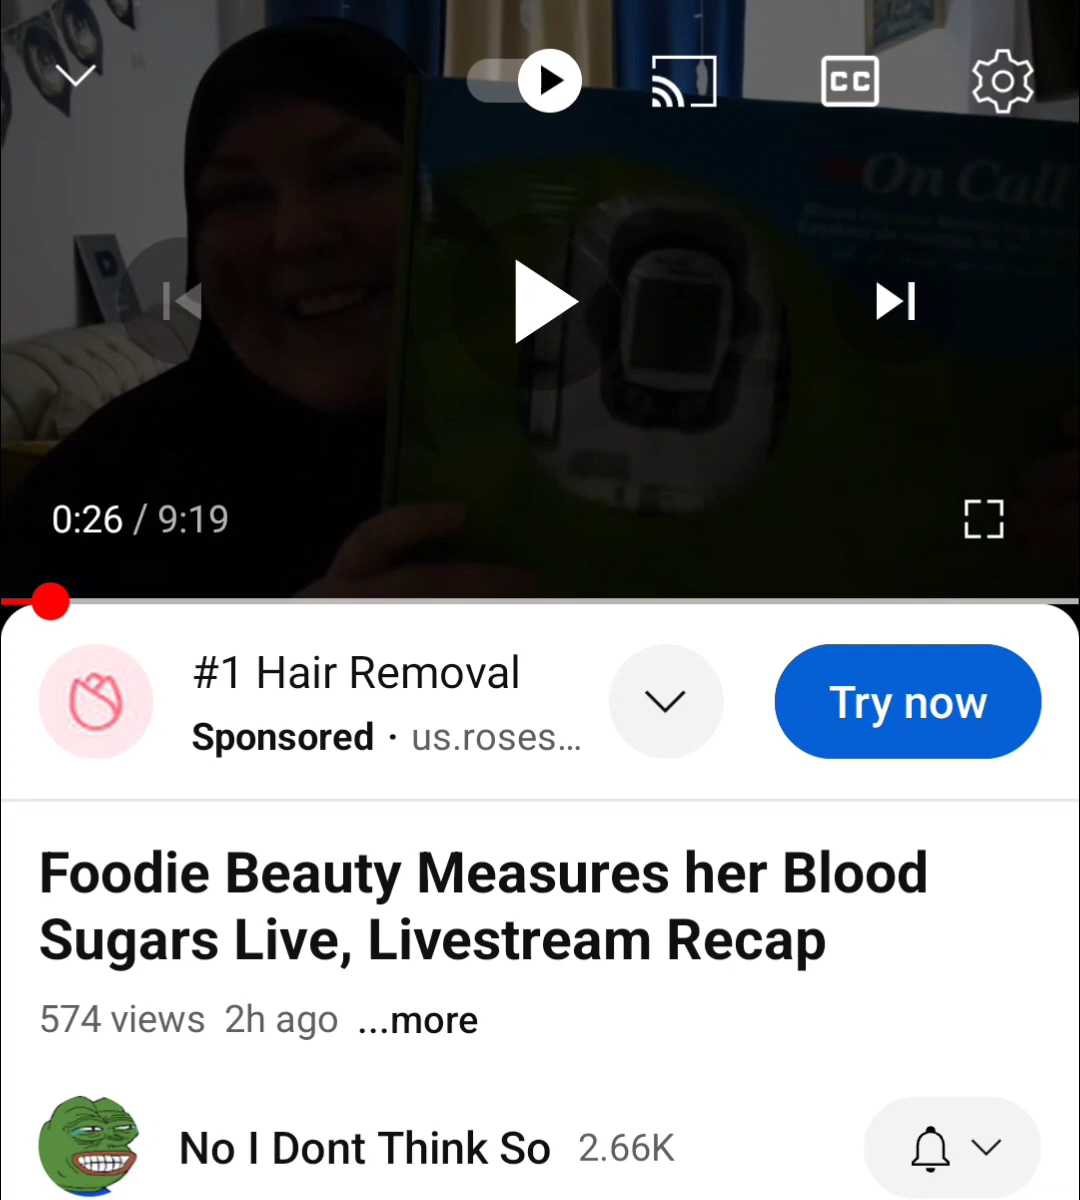 CC
On Call
0:26 / 9:19
#1 Hair Removal
Sponsored · us.roses...
Try now
Foodie Beauty Measures her Blood
Sugars Live, Livestream Recap
574 views 2h ago ...more
No I Dont Think So 2.66K